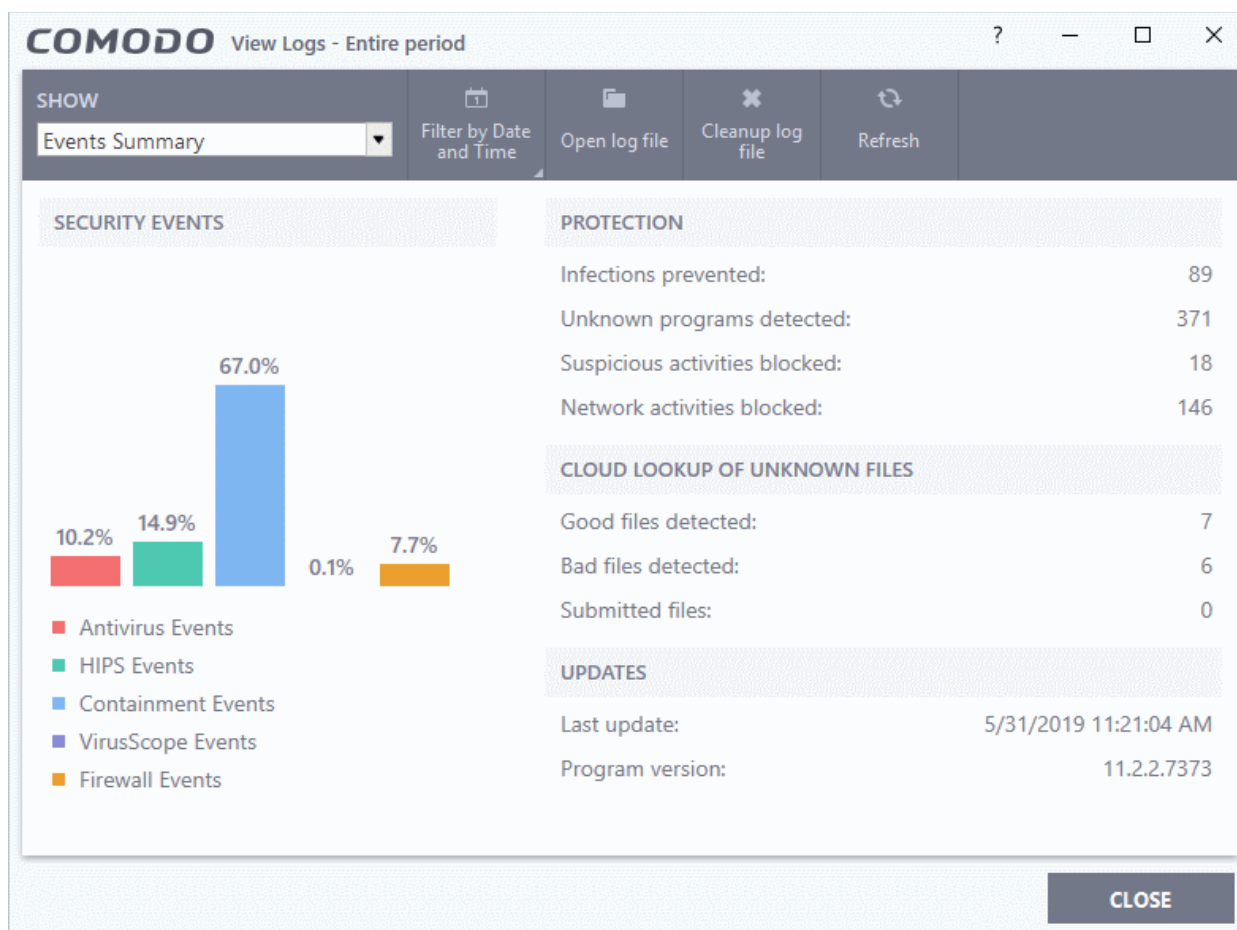 COMODO View Logs - Entire period
?
SHOW
Events Summary
1
Filter by Date
and Time
Open log file
Cleanup log
file
Refresh
SECURITY EVENTS
10.2%
14.9%
67.0%
0.1%
7.7%
Antivirus Events
HIPS Events
Containment Events
VirusScope Events
Firewall Events
PROTECTION
Infections prevented: 89
Unknown programs detected: 371
Suspicious activities blocked: 18
Network activities blocked: 146
CLOUD LOOKUP OF UNKNOWN FILES
Good files detected: 7
Bad files detected: 6
Submitted files: 0
UPDATES
Last update: 5/31/2019 11:21:04 AM
Program version: 11.2.2.7373
CLOSE